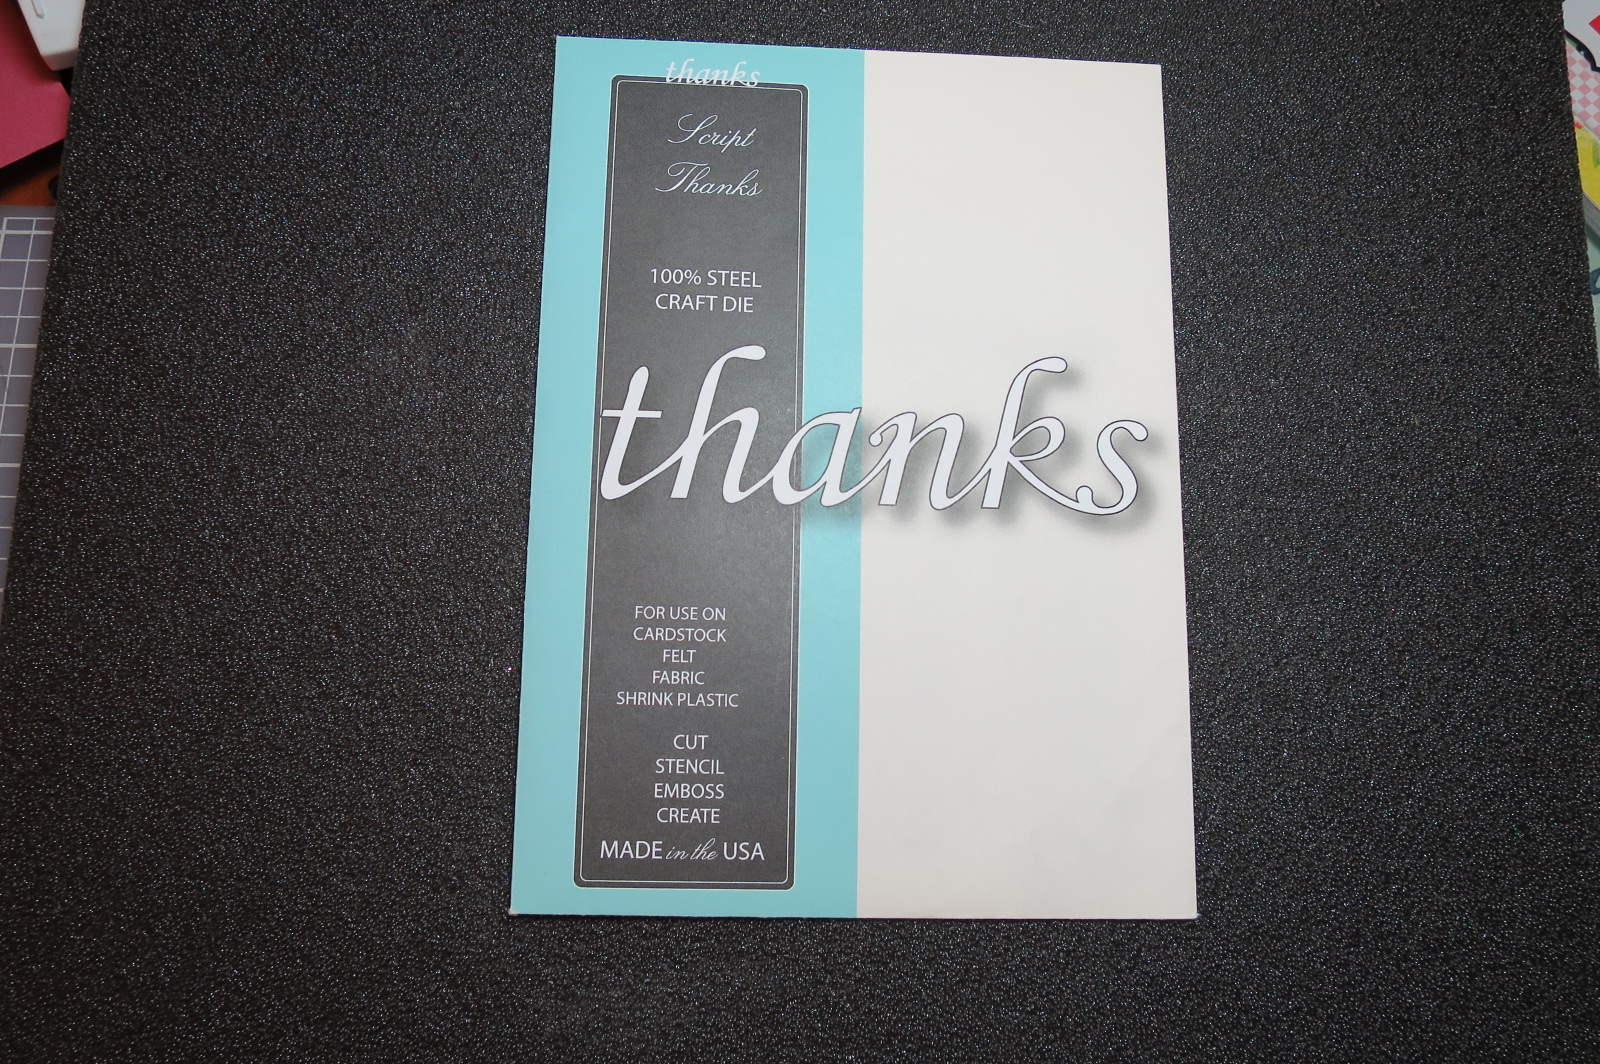 thanks
Script
Thanks
100% STEEL
CRAFT DIE
thanks
FOR USE ON
CARDSTOCK
FELT
FABRIC
SHRINK PLASTIC
CUT
STENCIL
EMBOSS
CREATE
MADE in the USA